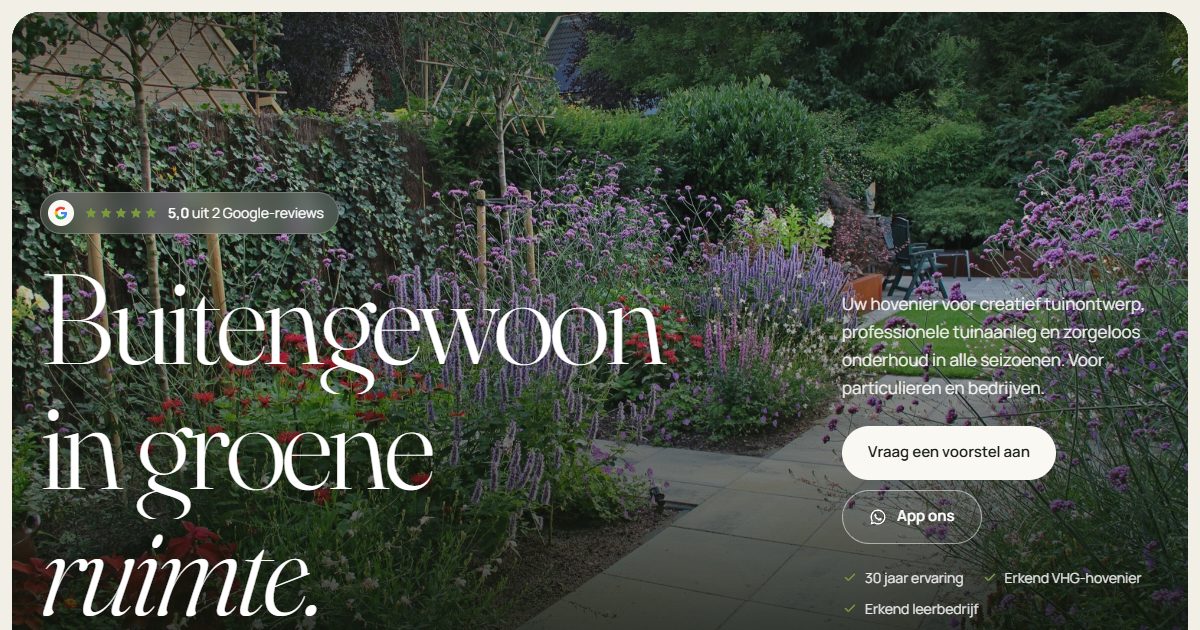 5,0 uit 2 Google-reviews
Buitengewoon
in groene
ruimte.
Uw hovenier voor creatief tuinontwerp,
professionele tuinaanleg en zorgeloos
onderhoud in alle seizoenen. Voor
particulieren en bedrijven.
Vraag een voorstel aan
App ons
30 jaar ervaring
Erkend VHG-hovenier
Erkend leerbedrijf